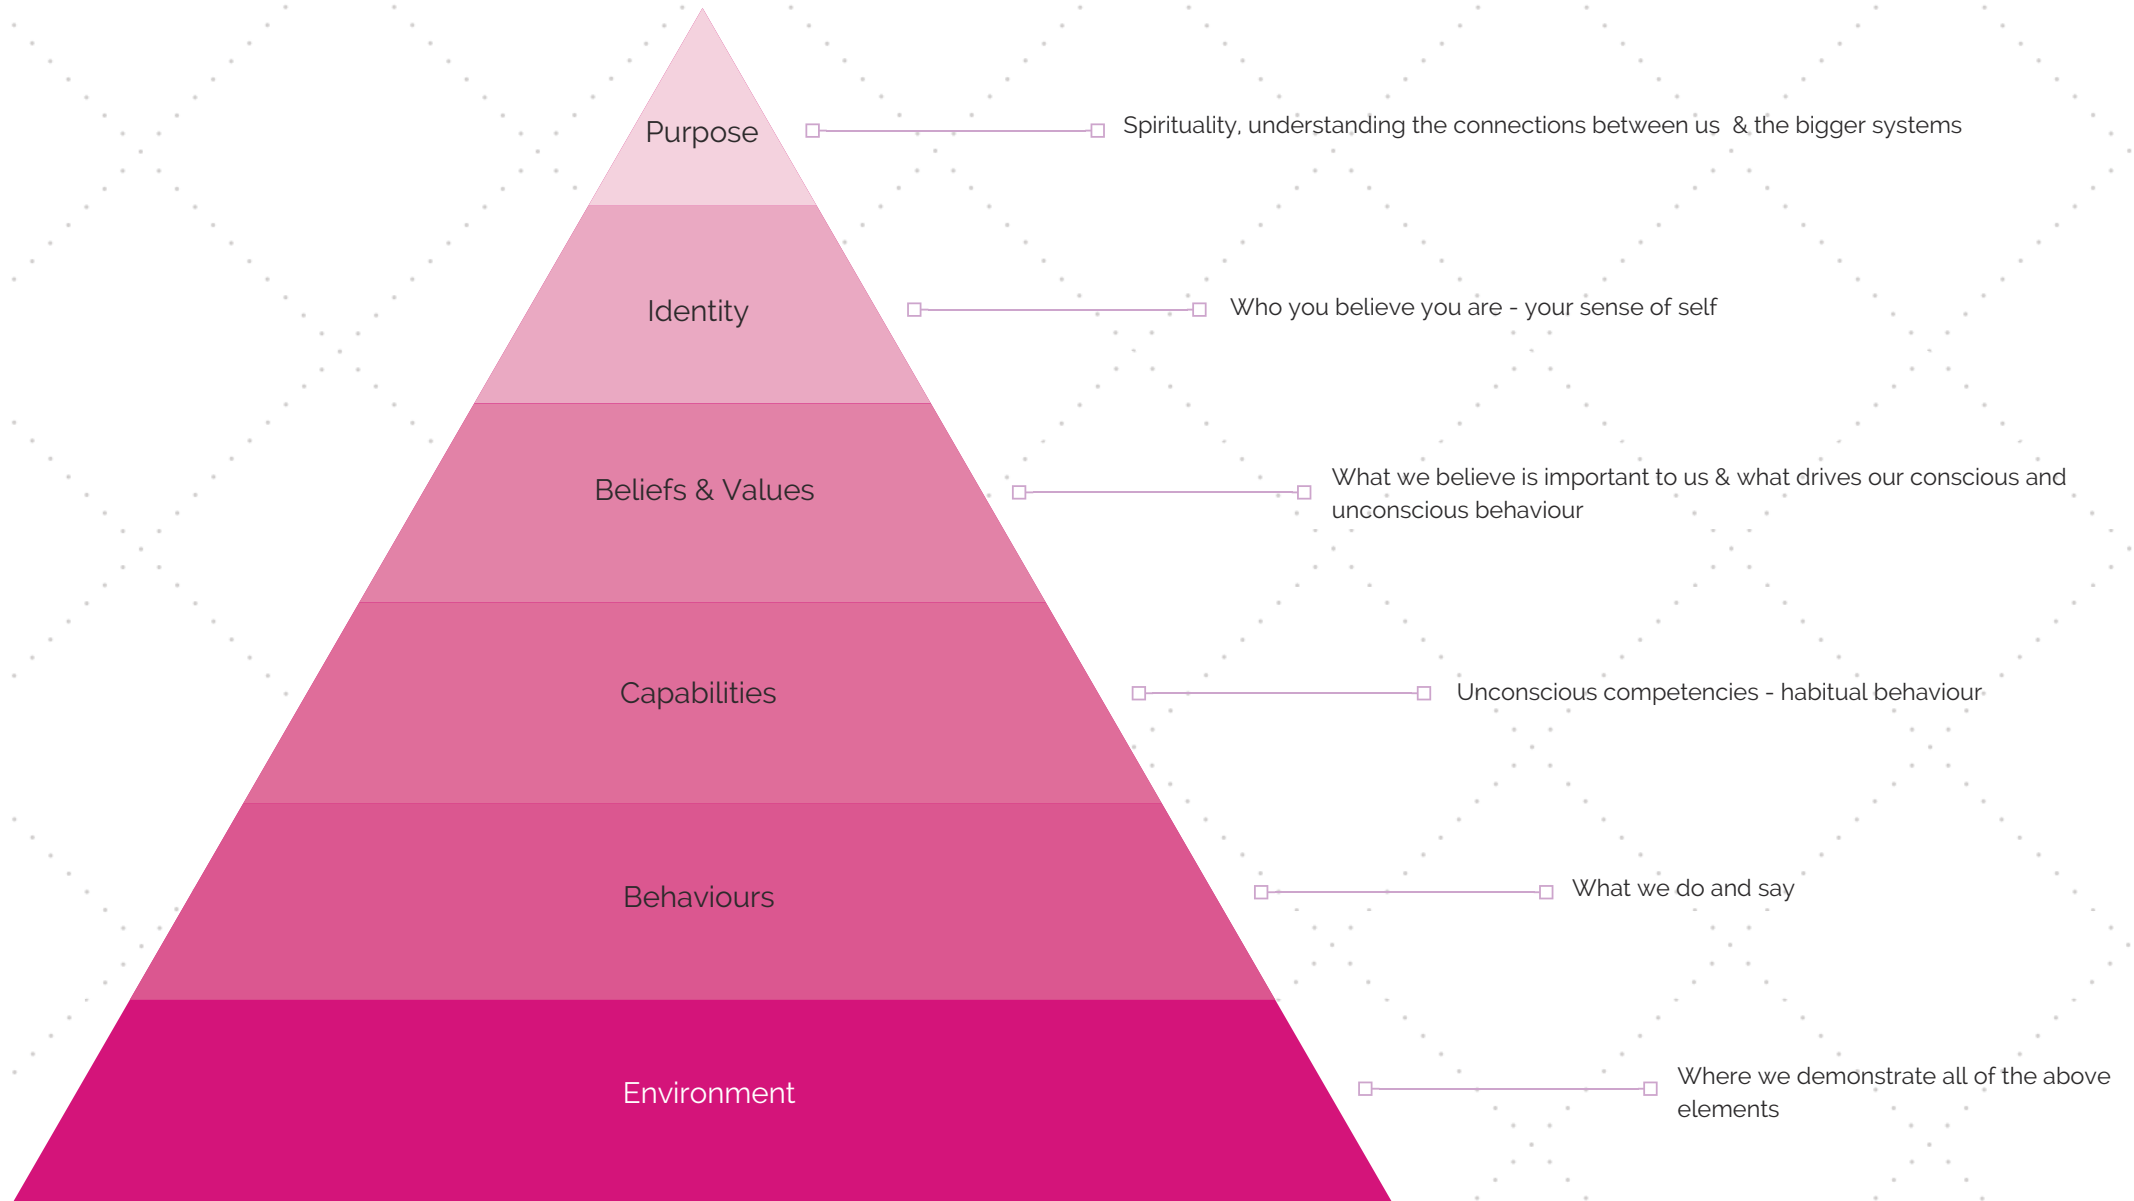 Purpose
Spirituality, understanding the connections between us & the bigger systems
Identity
Who you believe you are - your sense of self
Beliefs & Values
What we believe is important to us & what drives our conscious and
unconscious behaviour
Capabilities
Unconscious competencies - habitual behaviour
Behaviours
What we do and say
Environment
Where we demonstrate all of the above
elements